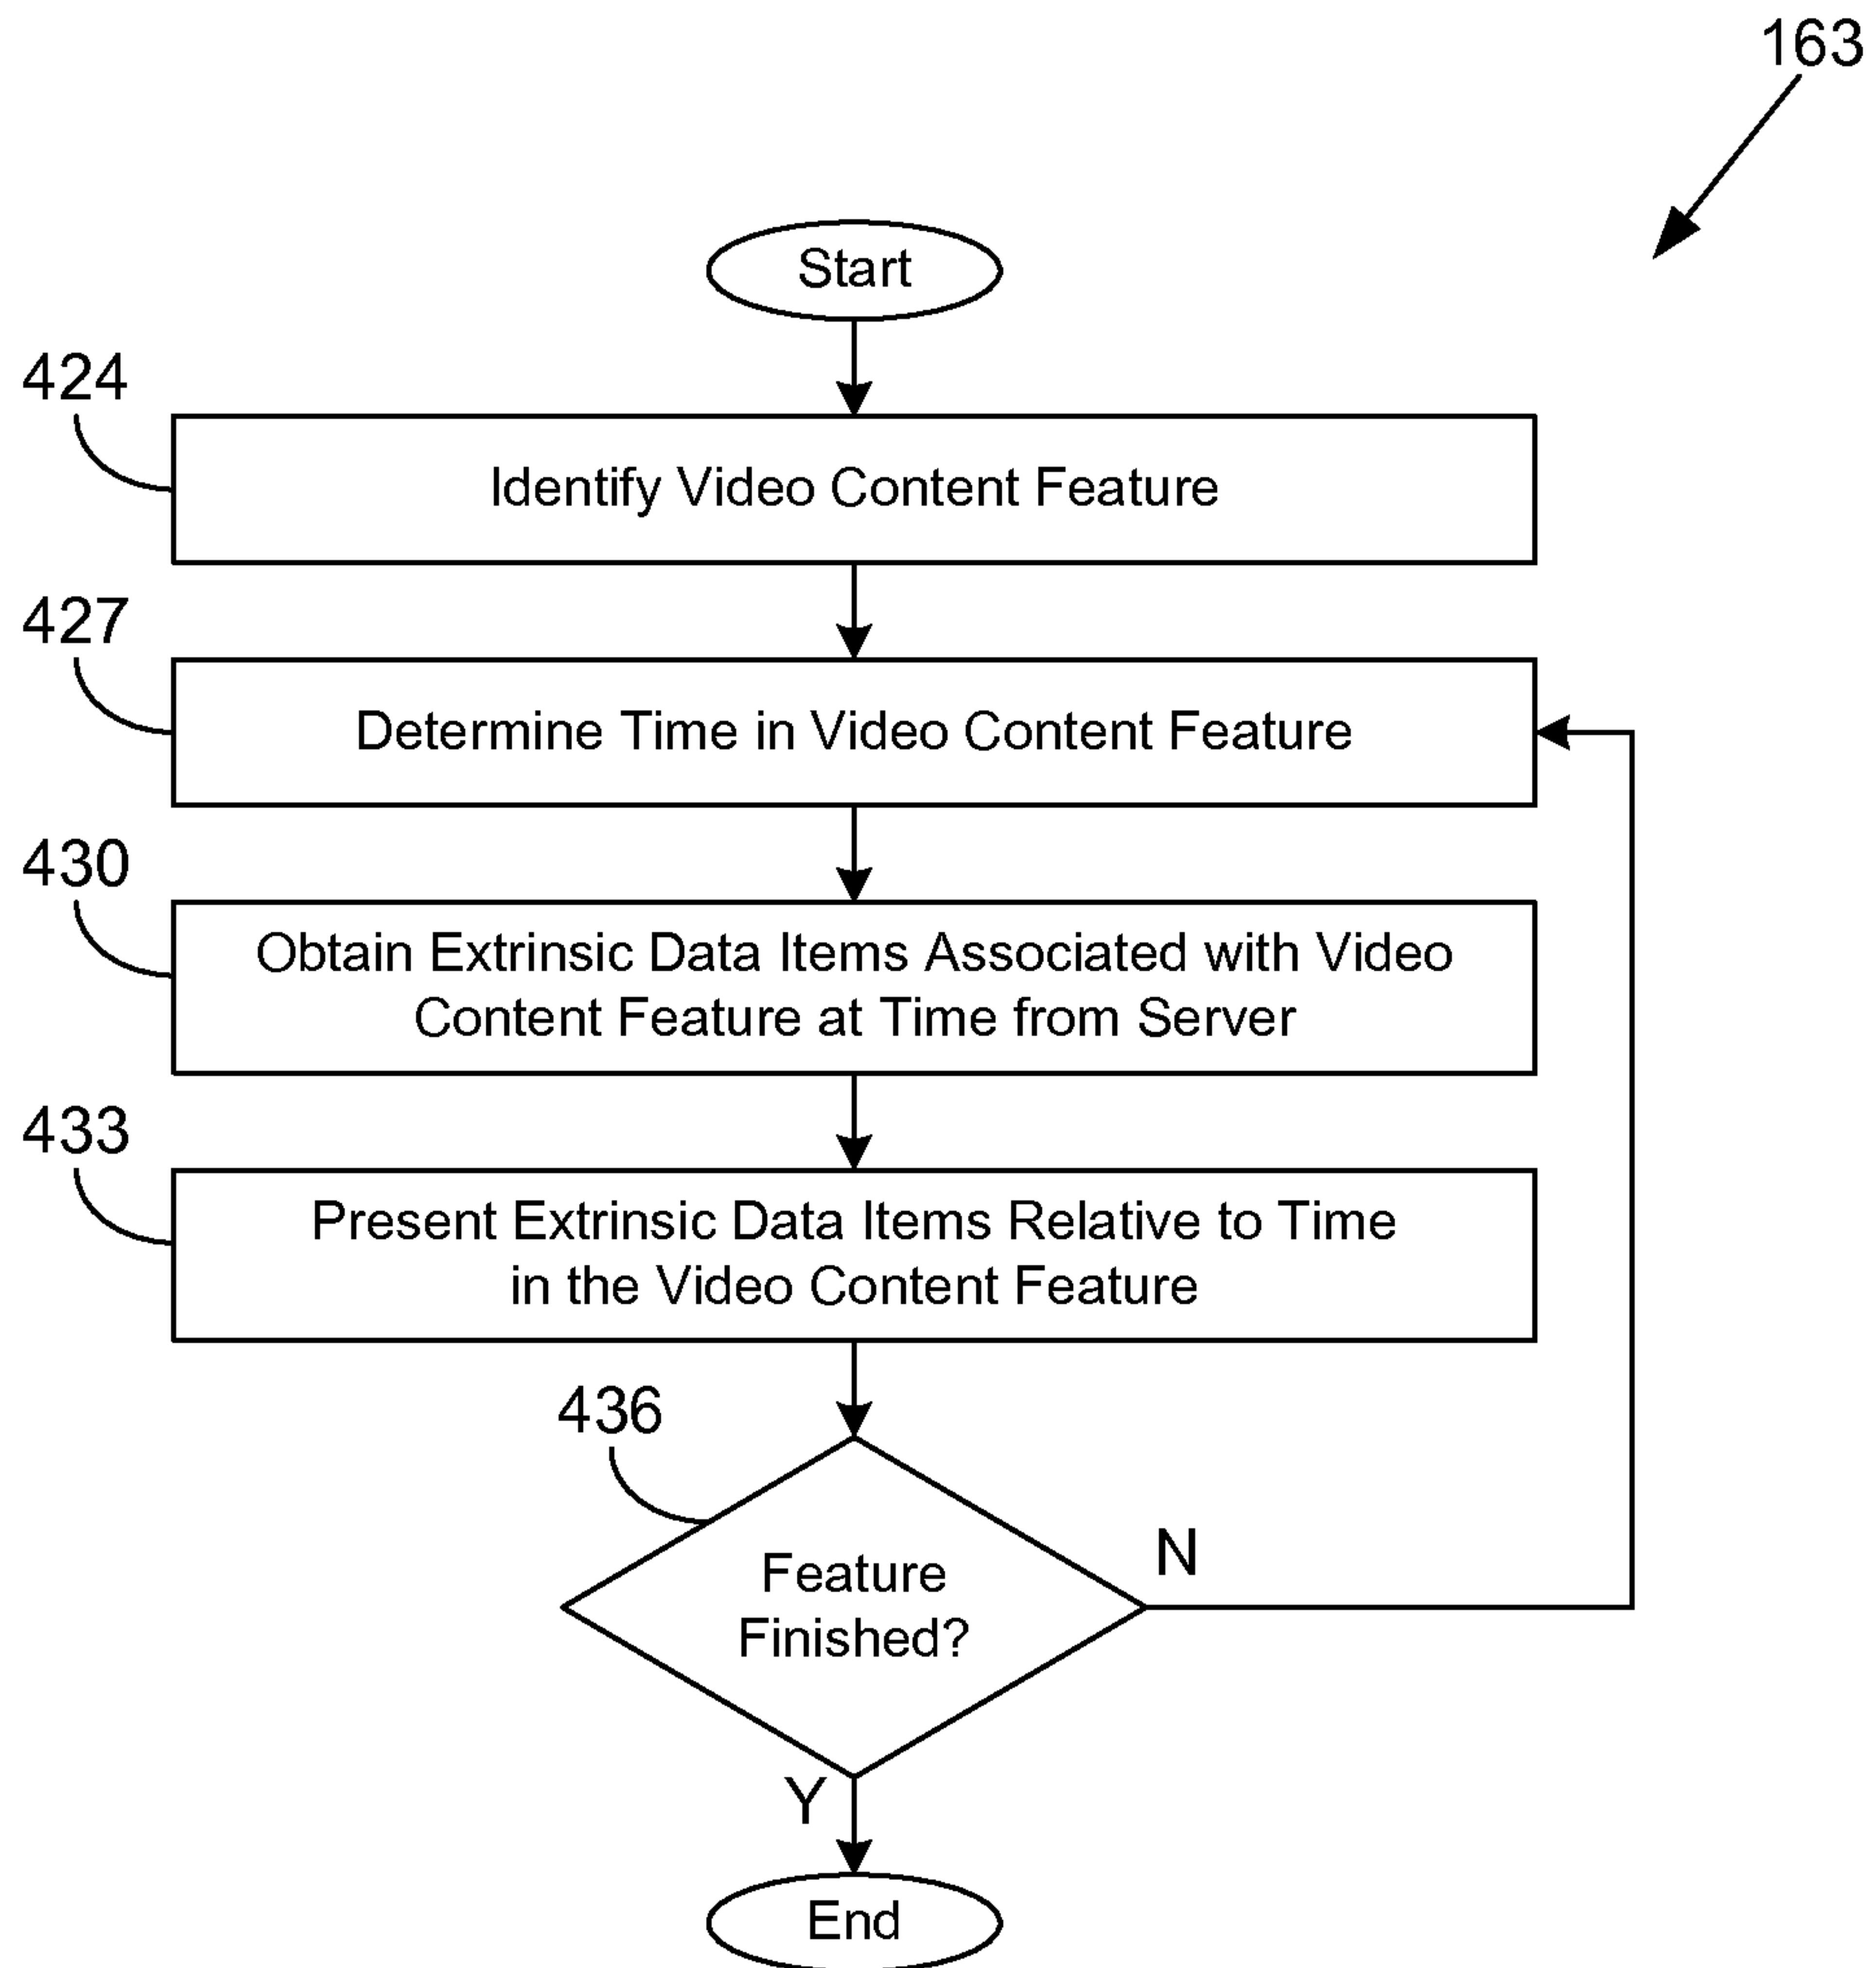 163
Start
424
Identify Video Content Feature
427
Determine Time in Video Content Feature
430
Obtain Extrinsic Data Items Associated with Video
Content Feature at Time from Server
433
Present Extrinsic Data Items Relative to Time
in the Video Content Feature
436
Feature
Finished?
N
Y
End